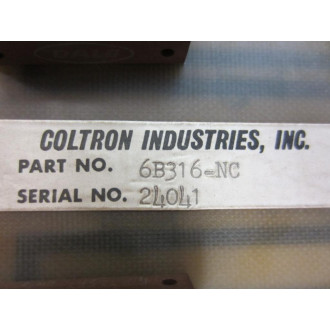 COLTRON INDUSTRIES, INC.
PART NO. 6B316-NC
SERIAL NO. 24041